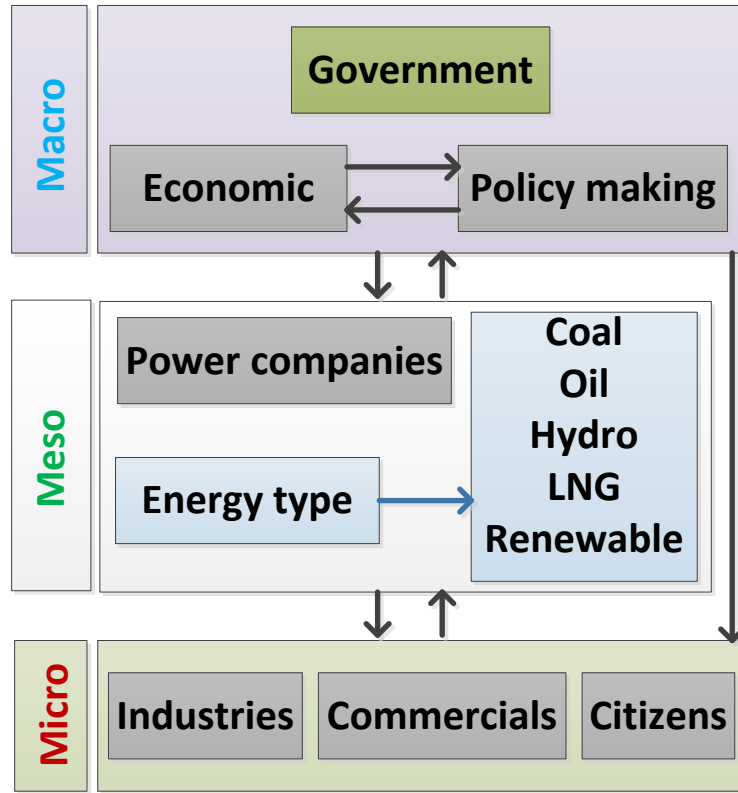 Macro
Government
Economic
Policy making
Meso
Power companies
Energy type
Coal
Oil
Hydro
LNG
Renewable
Micro
Industries
Commercials
Citizens